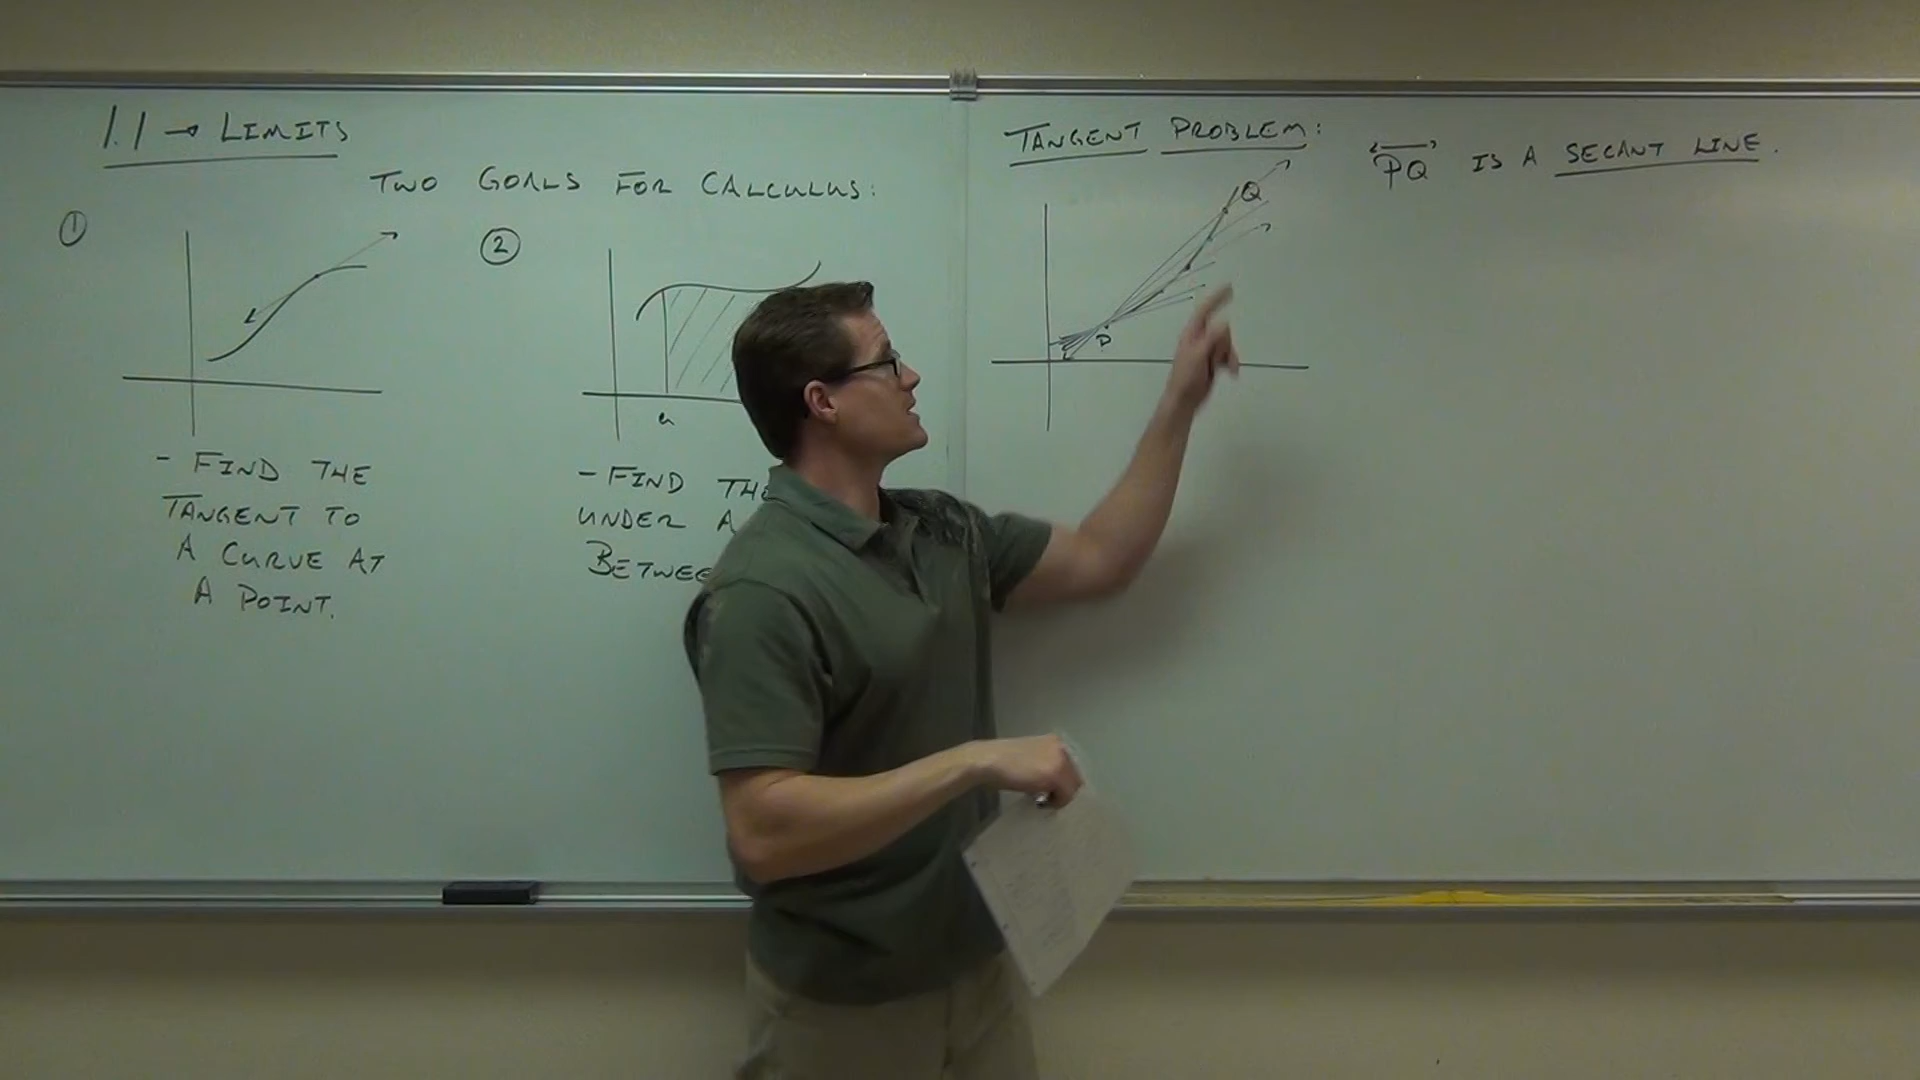 1.1 → LIMITS
TWO GOALS FOR CALCULUS:
①
- FIND THE
TANGENT TO
A CURVE AT
A POINT.
②
a
- FIND THE
UNDER A
BETWEE
TANGENT PROBLEM:
Q
P
PQ IS A SECANT LINE.